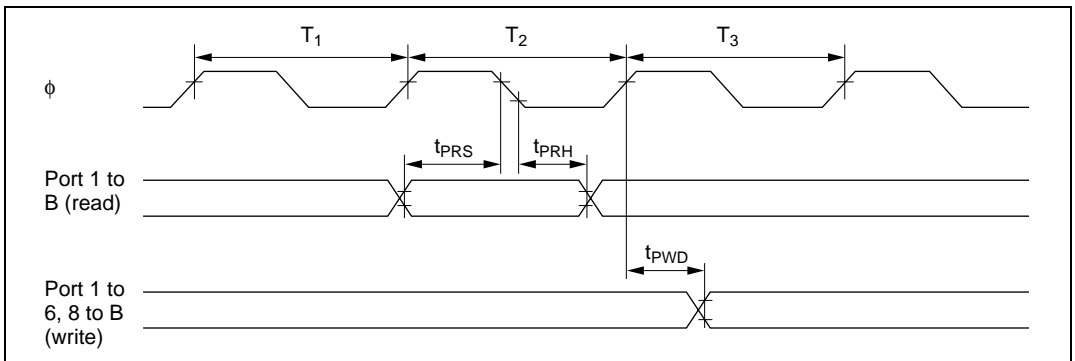 T1
T2
T3
ϕ
tPRS
tPRH
Port 1 to
B (read)
tPWD
Port 1 to
6, 8 to B
(write)